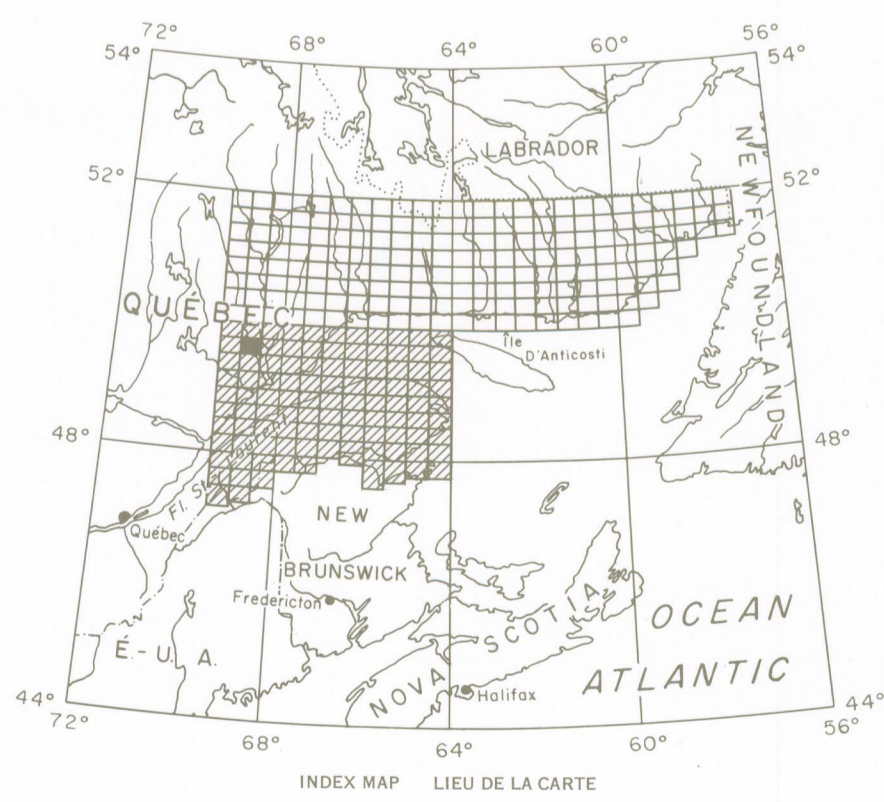 72° 68° 64° 60° 56°
54° 54°
LABRADOR
52° 52°
NEWFOUNDLAND
QUÉBEC
Île
D'Anticosti
48° 48°
Fl. St Laurent
Québec
NEW
BRUNSWICK
Fredericton
É.-U. A.
NOVA SCOTIA
Halifax
OCEAN
ATLANTIC
44° 44°
72° 68° 64° 60° 56°
INDEX MAP LIEU DE LA CARTE